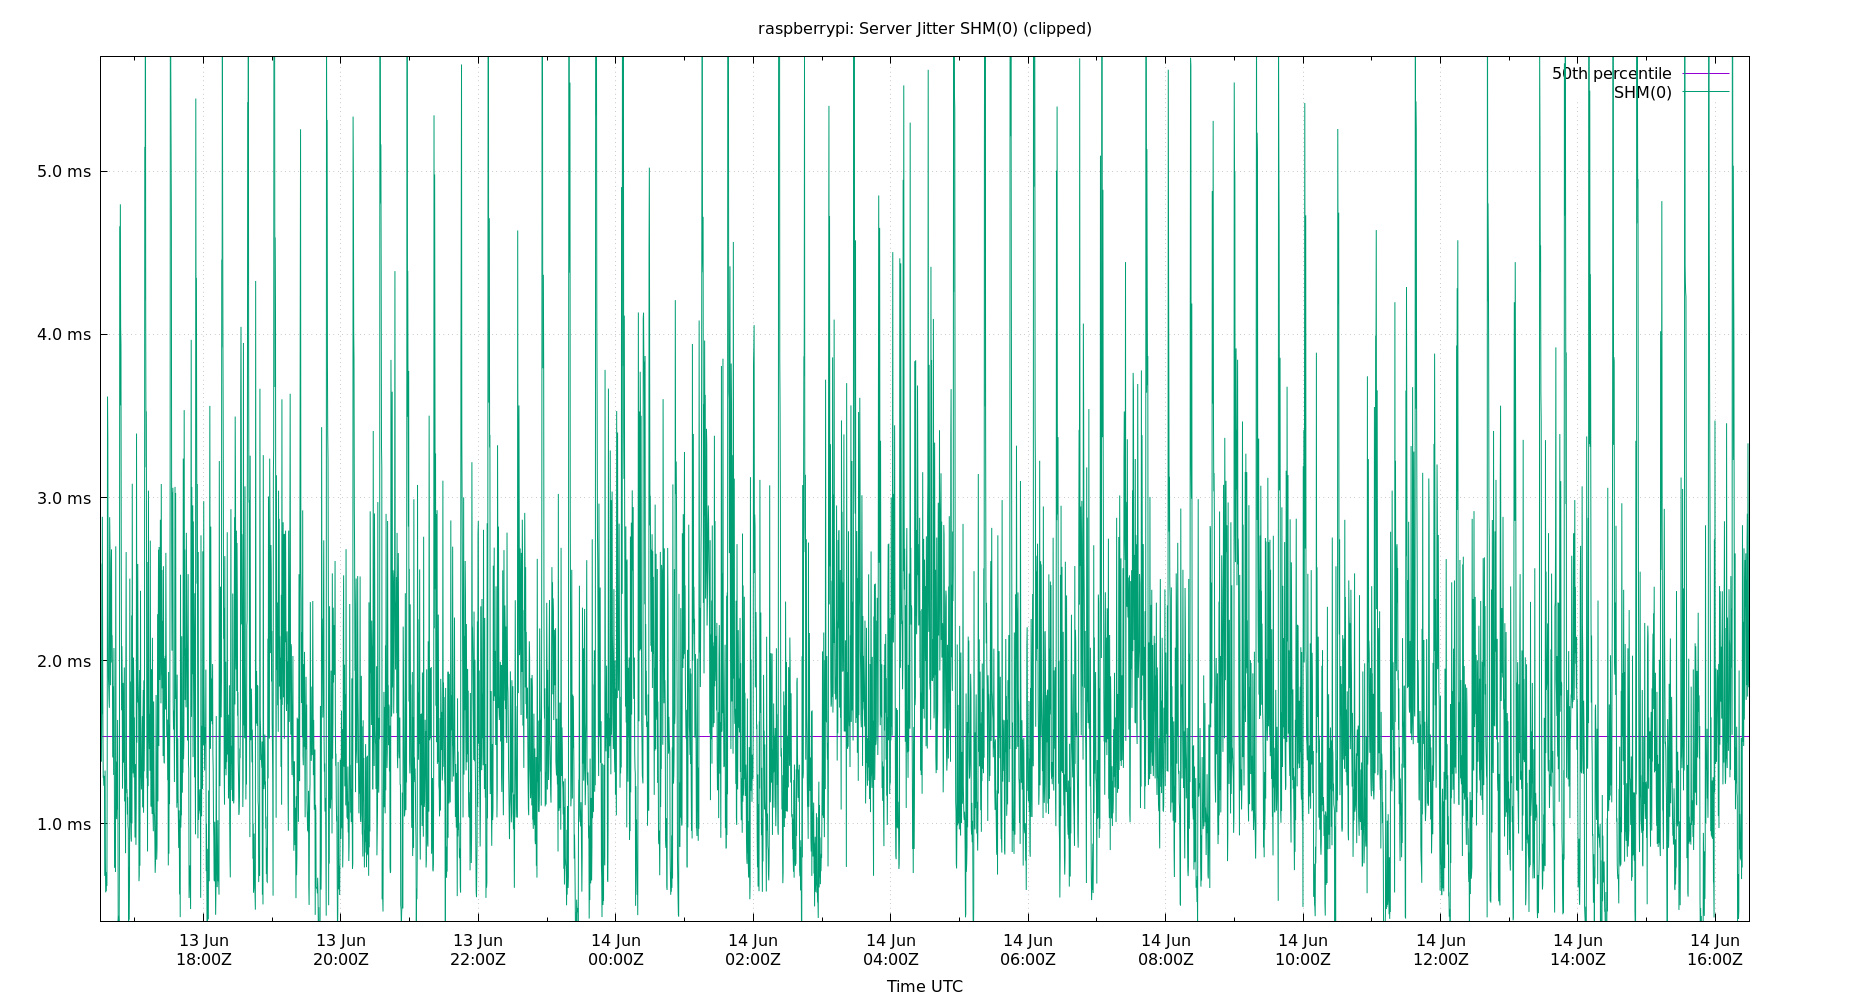 raspberrypi: Server Jitter SHM(0) (clipped)
50th percentile
SHM(0)
5.0 ms
4.0 ms
3.0 ms
2.0 ms
1.0 ms
13 Jun 13 Jun 13 Jun 14 Jun 14 Jun 14 Jun 14 Jun 14 Jun 14 Jun 14 Jun 14 Jun 14 Jun
18:00Z 20:00Z 22:00Z 00:00Z 02:00Z 04:00Z 06:00Z 08:00Z 10:00Z 12:00Z 14:00Z 16:00Z
Time UTC